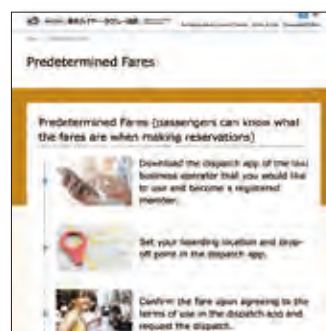 Predetermined Fares
Predetermined Fares (passengers can know what
the fares are when making reservations)
Download the dispatch app of the taxi
business operator that you would like
to use and become a registered
member.
Set your boarding location and drop-
off point in the dispatch app.
Confirm the fare upon agreeing to the
terms of use in the dispatch app and
request the dispatch.